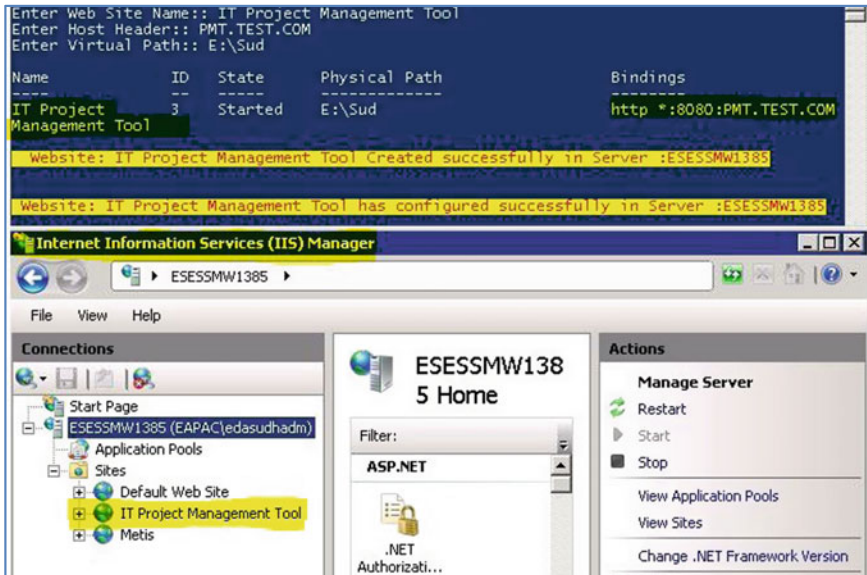 Enter Web Site Name:: IT Project Management Tool
Enter Host Header:: PMT.TEST.COM
Enter Virtual Path:: E:\Sud
Name ID State Physical Path Bindings
---- -- ----- ------------- --------
IT Project 3 Started E:\Sud http *:8080:PMT.TEST.COM
Management Tool
Website: IT Project Management Tool Created successfully in Server :ESESSMW1385
Website: IT Project Management Tool has configured successfully in Server :ESESSMW1385
Internet Information Services (IIS) Manager
ESESSMW1385
File View Help
Connections
Start Page
ESESSMW1385 (EAPAC\edasudhadm)
Application Pools
Sites
Default Web Site
IT Project Management Tool
Metis
ESESSMW138
5 Home
Filter:
ASP.NET
.NET
Authorizati...
Actions
Manage Server
Restart
Start
Stop
View Application Pools
View Sites
Change .NET Framework Version